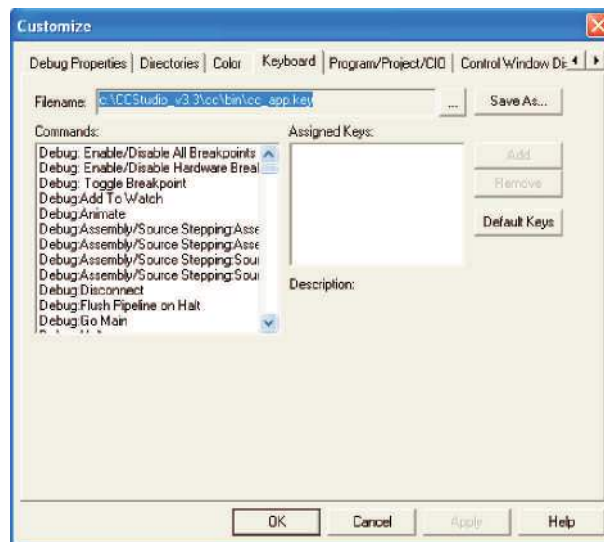 Customize
Debug Properties Directories Color Keyboard Program/Project/CIO Control Window Di
Filename: c:\CCStudio_v3.3\cc\bin\cc_app.key ... Save As...
Commands: Assigned Keys:
Debug: Enable/Disable All Breakpoints
Debug: Enable/Disable Hardware Breal
Debug: Toggle Breakpoint
Debug:Add To Watch
Debug:Animate
Debug:Assembly/Source Stepping:Asse
Debug:Assembly/Source Stepping:Asse
Debug:Assembly/Source Stepping:Sour
Debug:Assembly/Source Stepping:Sour
Debug:Disconnect
Debug:Flush Pipeline on Halt
Debug:Go Main
Add
Remove
Default Keys
Description:
OK Cancel Apply Help